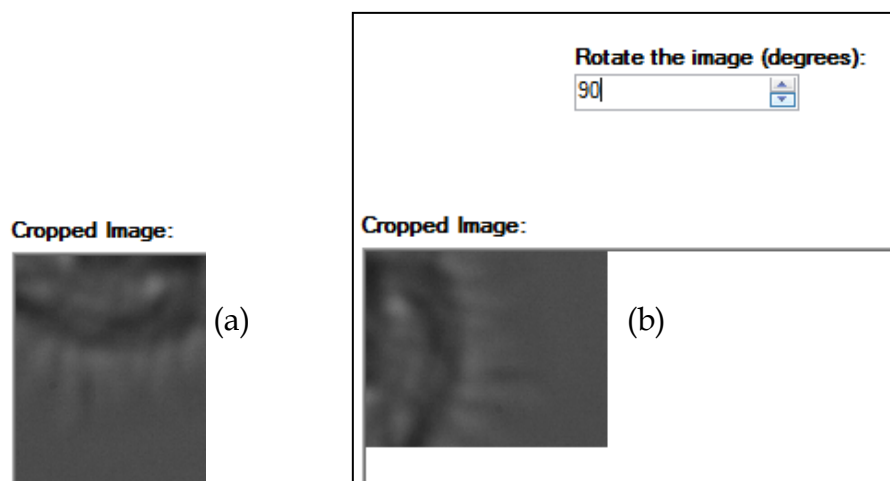 Rotate the image (degrees):
90
Cropped Image:
Cropped Image:
(a)
(b)